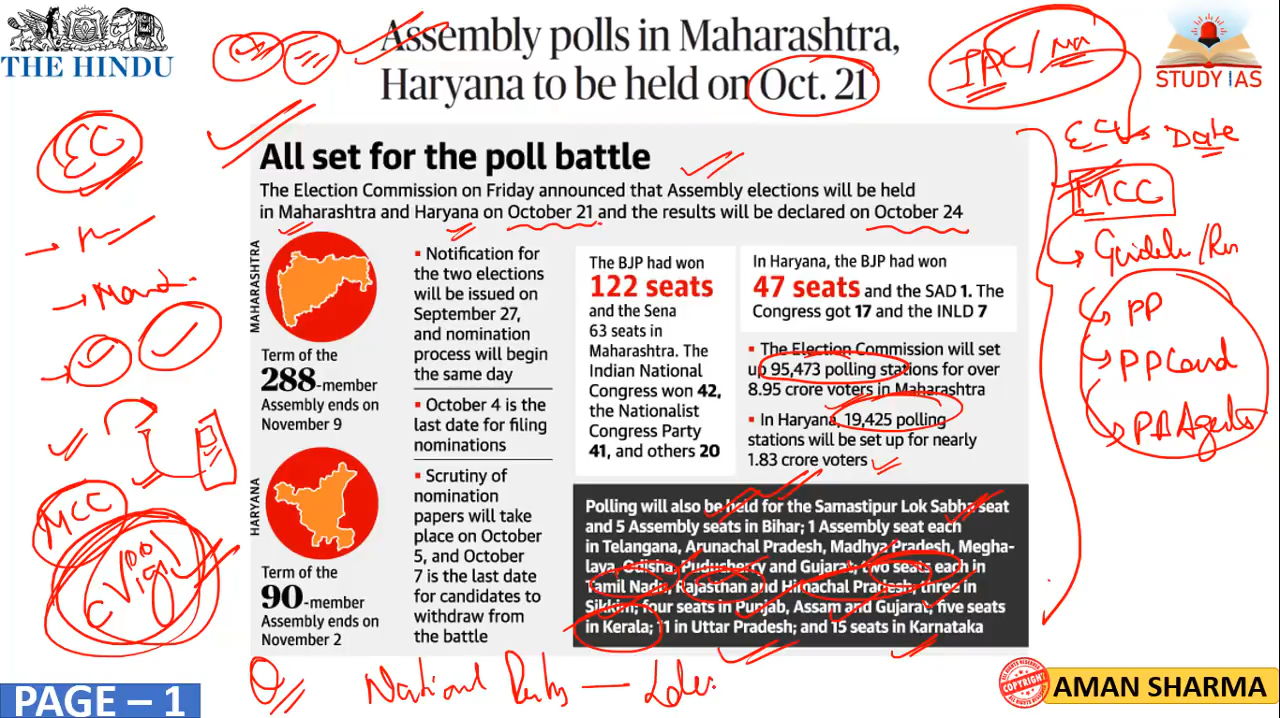 THE HINDU
Assembly polls in Maharashtra,
Haryana to be held on Oct. 21
STUDY IAS
All set for the poll battle
The Election Commission on Friday announced that Assembly elections will be held
in Maharashtra and Haryana on October 21 and the results will be declared on October 24
MAHARASHTRA
Term of the
288-member
Assembly ends on
November 9
HARYANA
Term of the
90-member
Assembly ends on
November 2
▪ Notification for
the two elections
will be issued on
September 27,
and nomination
process will begin
the same day
▪ October 4 is the
last date for filing
nominations
▪ Scrutiny of
nomination
papers will take
place on October
5, and October
7 is the last date
for candidates to
withdraw from
the battle
The BJP had won
122 seats
and the Sena
63 seats in
Maharashtra. The
Indian National
Congress won 42,
the Nationalist
Congress Party
41, and others 20
In Haryana, the BJP had won
47 seats and the SAD 1. The
Congress got 17 and the INLD 7
▪ The Election Commission will set
up 95,473 polling stations for over
8.95 crore voters in Maharashtra
▪ In Haryana, 19,425 polling
stations will be set up for nearly
1.83 crore voters
Polling will also be held for the Samastipur Lok Sabha seat
and 5 Assembly seats in Bihar; 1 Assembly seat each
in Telangana, Arunachal Pradesh, Madhya Pradesh, Megha-
laya, Odisha, Puducherry and Gujarat; two seats each in
Tamil Nadu, Rajasthan and Himachal Pradesh; three in
Sikkim; four seats in Punjab, Assam and Gujarat; five seats
in Kerala; 11 in Uttar Pradesh; and 15 seats in Karnataka
EC
MCC
cVigil
Date
MCC
PP
PP Cand
Agents
National
PAGE – 1
COPYRIGHT
AMAN SHARMA